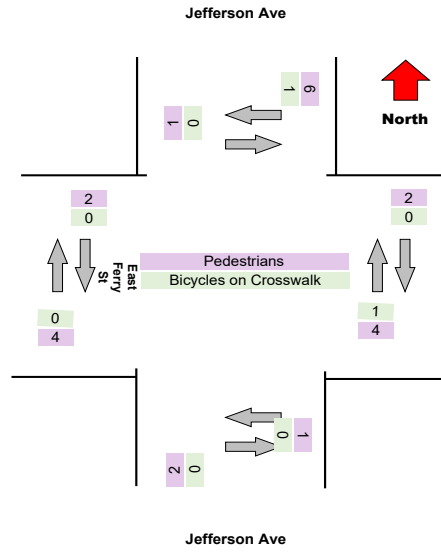 Jefferson Ave
1 6
1 0
North
2
0
2
0
East
Ferry
St
Pedestrians
Bicycles on Crosswalk
0
4
1
4
0 1
2 0
Jefferson Ave